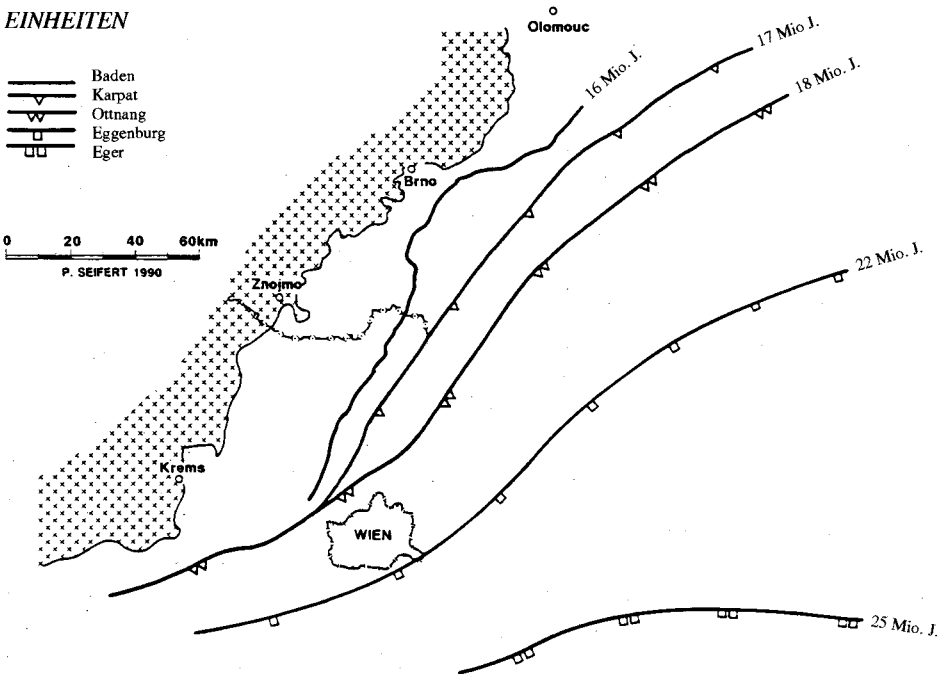 EINHEITEN
Baden
Karpat
Ottnang
Eggenburg
Eger
0 20 40 60km
P. SEIFERT 1990
Olomouc
16 Mio. J.
17 Mio J.
18 Mio. J.
Brno
Znojmo
22 Mio. J.
Krems
WIEN
25 Mio. J.